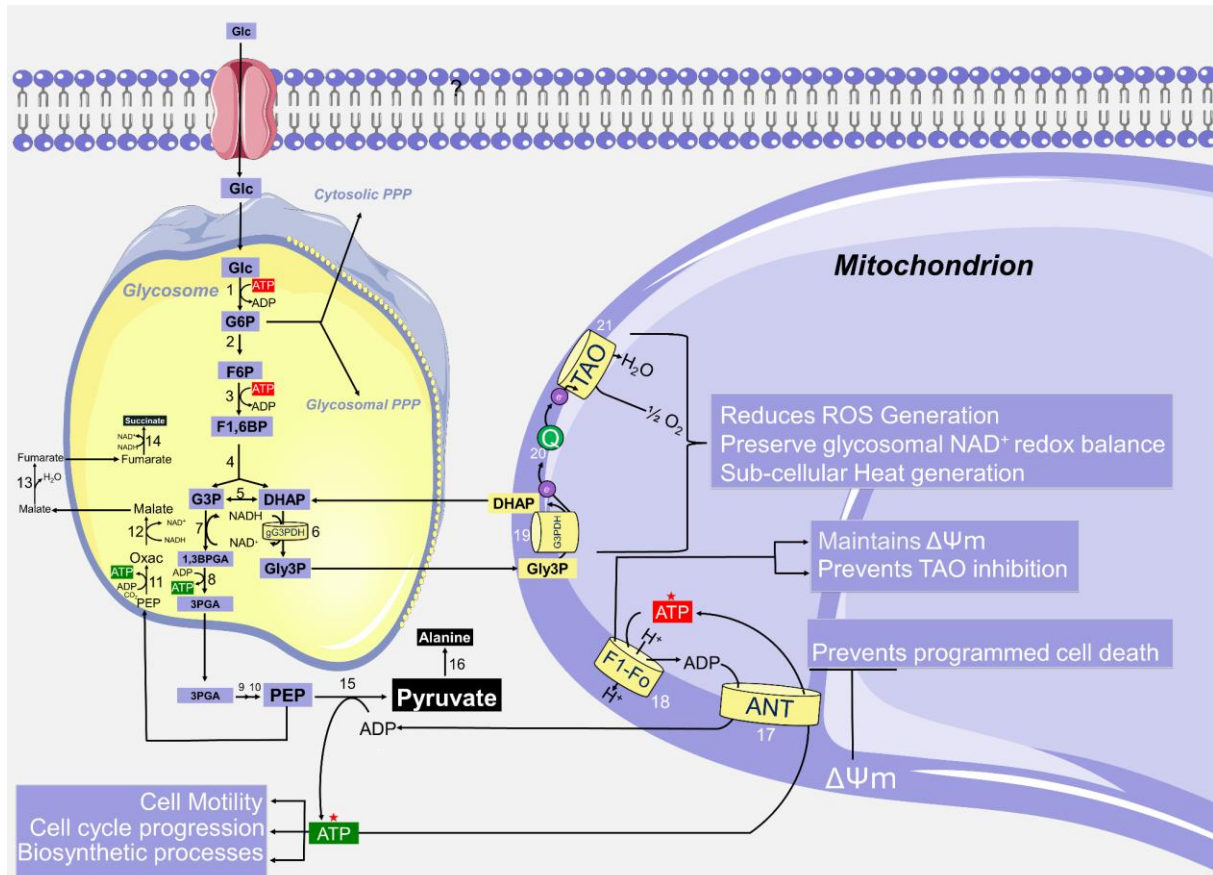 Glc
?
Glc
Cytosolic PPP
Glc
Glycosome
1
ATP
ADP
G6P
2
F6P
3
ATP
ADP
Glycosomal PPP
F1,6BP
Succinate
NAD⁺
NADH
14
Fumarate
Fumarate
4
13
H₂O
Malate
Malate
G3P
5
DHAP
12
NAD⁺
NADH
7
NADH
NAD⁺
gG3PDH
6
Oxac
1,3BPGA
Gly3P
ATP
ADP
CO₂
11
ADP
ATP
8
PEP
3PGA
3PGA
9
10
PEP
15
Pyruvate
16
Alanine
ADP
ATP
Cell Motility
Cell cycle progression
Biosynthetic processes
Mitochondrion
21
TAO
H₂O
½ O₂
e⁻
Q
20
e⁻
DHAP
19
G3PDH
Gly3P
Reduces ROS Generation
Preserve glycosomal NAD⁺ redox balance
Sub-cellular Heat generation
Maintains ΔΨm
Prevents TAO inhibition
ATP
H⁺
F1-Fo
H⁺
18
ADP
ANT
17
Prevents programmed cell death
ΔΨm